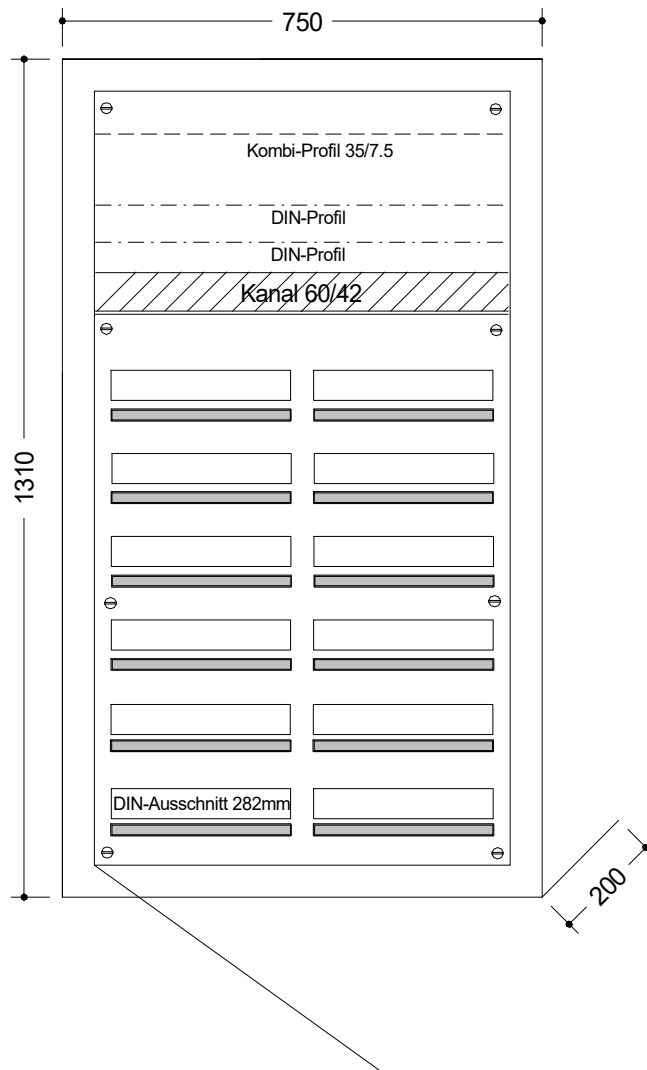 750
Kombi-Profil 35/7.5
DIN-Profil
DIN-Profil
Kanal 60/42
1310
DIN-Ausschnitt 282mm
200